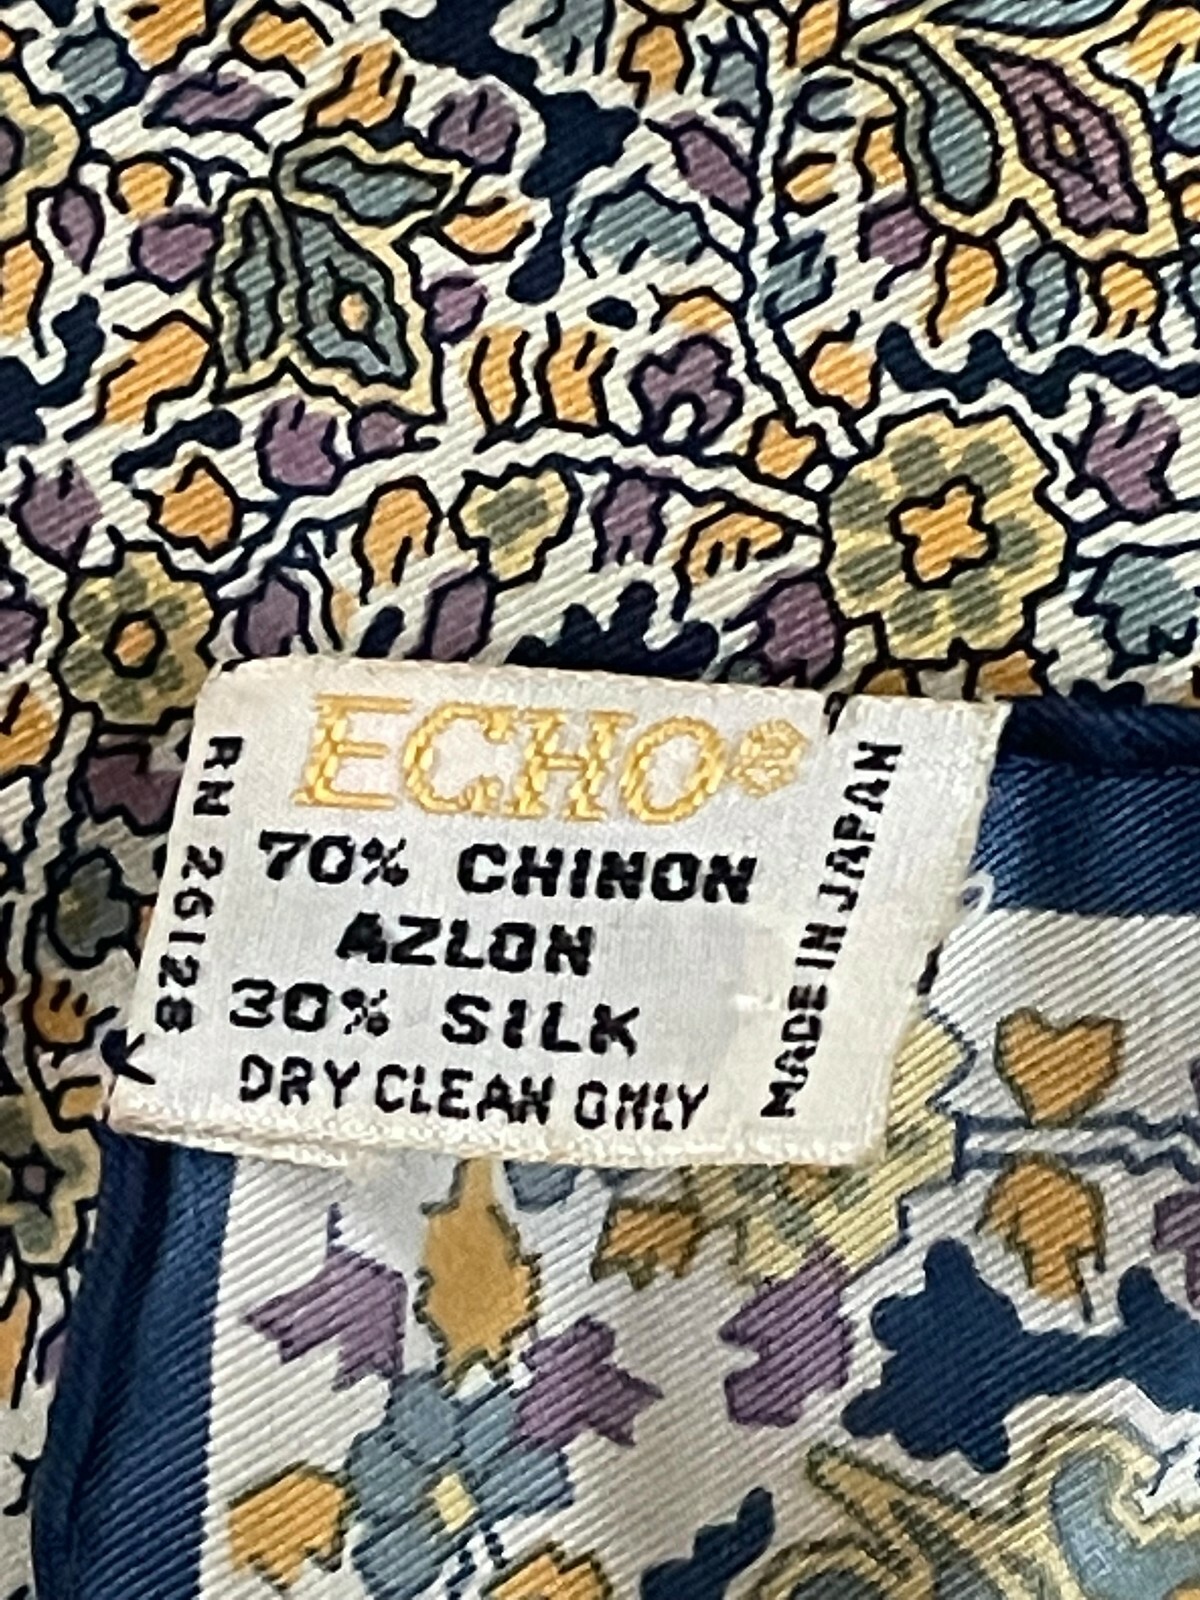 ECHO®
70% CHINON
AZLON
30% SILK
DRY CLEAN ONLY
RN 26128
MADE IN JAPAN